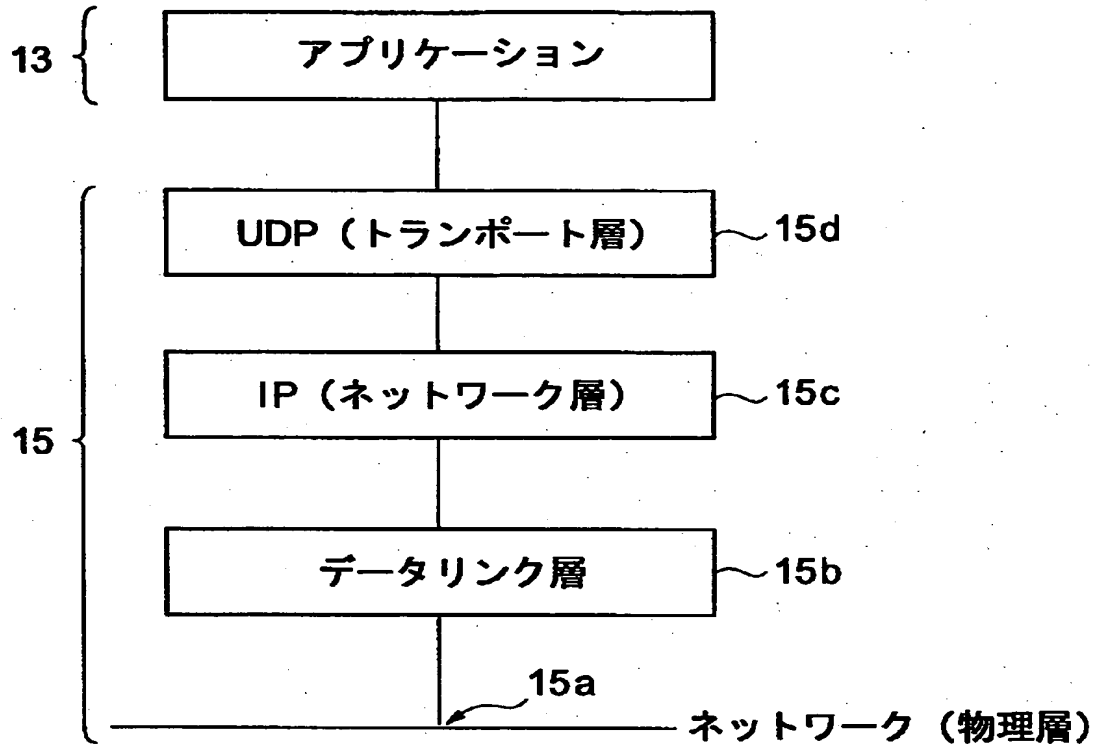 13
アプリケーション
UDP（トランポート層）
15d
IP（ネットワーク層）
15c
15
データリンク層
15b
15a
ネットワーク（物理層）